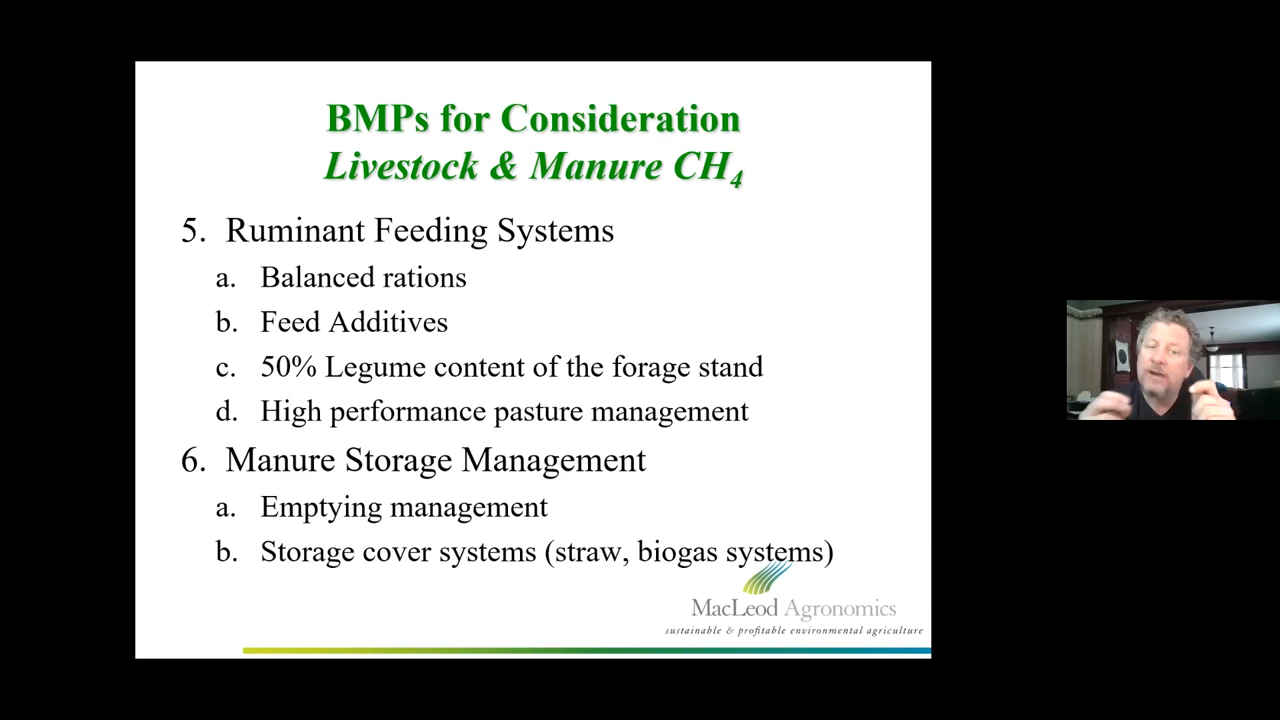 BMPs for Consideration
Livestock & Manure CH₄
5. Ruminant Feeding Systems
a. Balanced rations
b. Feed Additives
c. 50% Legume content of the forage stand
d. High performance pasture management
6. Manure Storage Management
a. Emptying management
b. Storage cover systems (straw, biogas systems)
MacLeod Agronomics
sustainable & profitable environmental agriculture